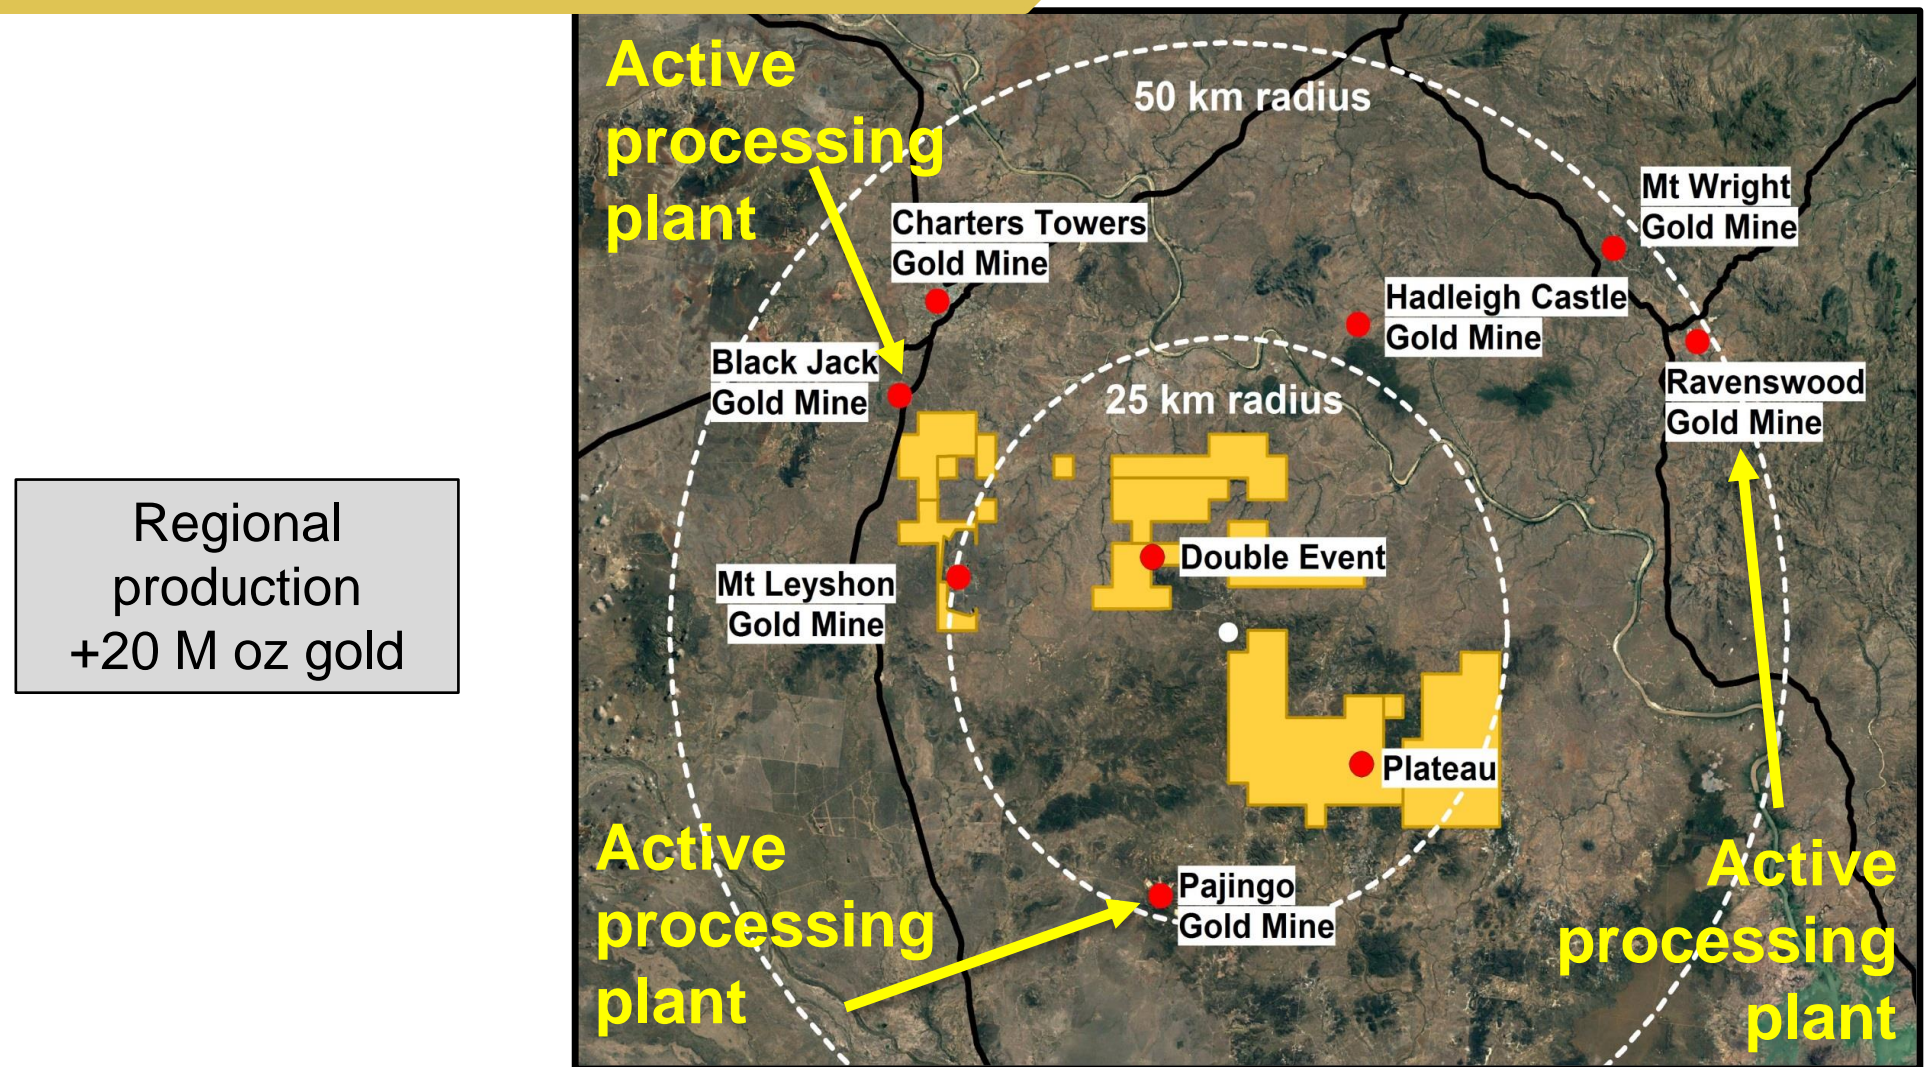 Active
processing
plant
50 km radius
Mt Wright
Gold Mine
Charters Towers
Gold Mine
Hadleigh Castle
Gold Mine
Black Jack
Gold Mine
25 km radius
Ravenswood
Gold Mine
Regional
production
+20 M oz gold
Double Event
Mt Leyshon
Gold Mine
Plateau
Active
processing
plant
Pajingo
Gold Mine
Active
processing
plant